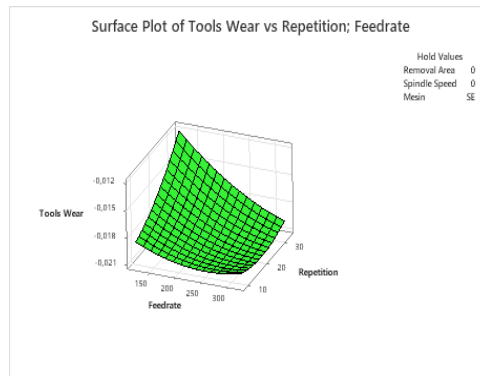 Surface Plot of Tools Wear vs Repetition; Feedrate
Hold Values
Removal Area 0
Spindle Speed 0
Mesin SE
-0,012
-0,015
Tools Wear
-0,018
-0,021
30
20
Repetition
10
150
200
250
300
Feedrate